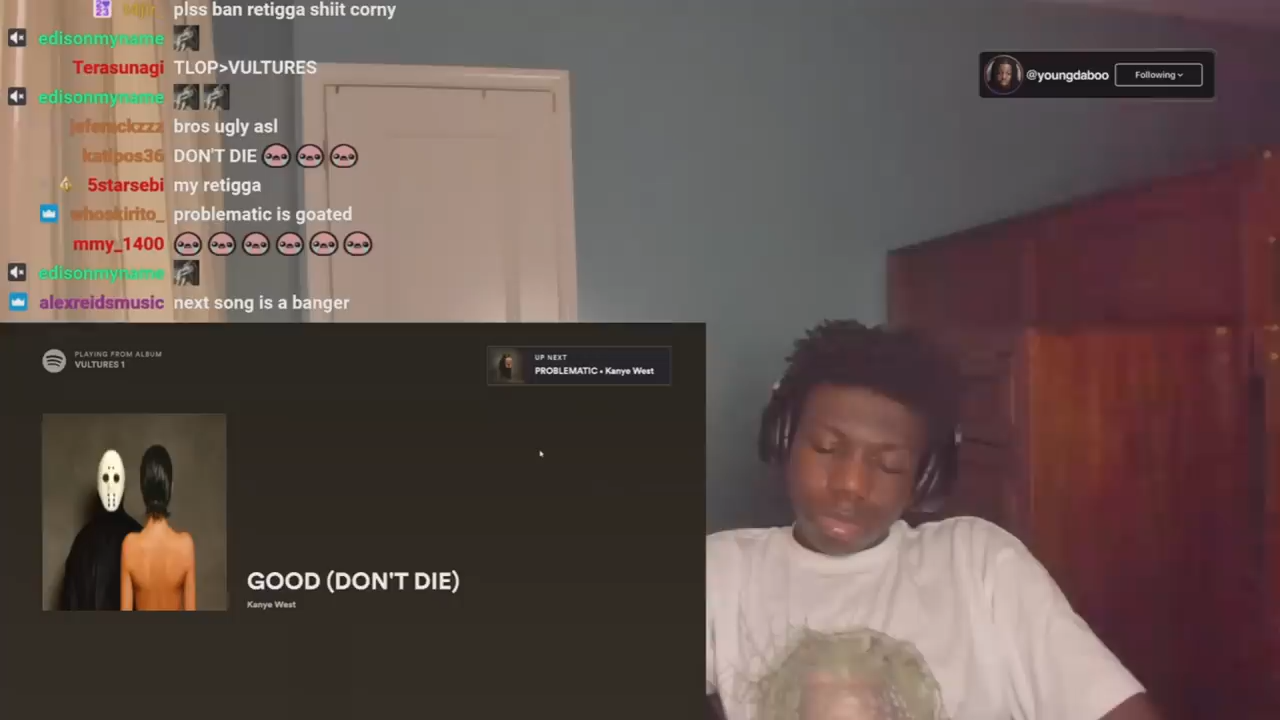 plss ban retigga shiit corny
edisonmyname
Terasunagi TLOP>VULTURES
edisonmyname
bros ugly asl
katipos36 DON'T DIE
5starsebi my retigga
whoskirito_ problematic is goated
mmy_1400
edisonmyname
alexreidsmusic next song is a banger
@youngdaboo Following
PLAYING FROM ALBUM
VULTURES 1
UP NEXT
PROBLEMATIC • Kanye West
GOOD (DON'T DIE)
Kanye West